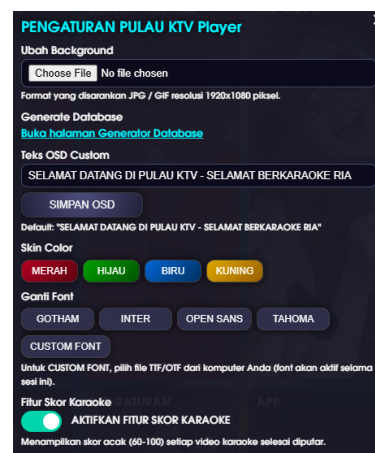 PENGATURAN PULAU KTV Player
Ubah Background
Choose File No file chosen
Format yang disarankan JPG / GIF resolusi 1920x1080 piksel.
Generate Database
Buka halaman Generator Database
Teks OSD Custom
SELAMAT DATANG DI PULAU KTV - SELAMAT BERKARAOKE RIA
SIMPAN OSD
Default: "SELAMAT DATANG DI PULAU KTV - SELAMAT BERKARAOKE RIA"
Skin Color
MERAH HIJAU BIRU KUNING
Ganti Font
GOTHAM INTER OPEN SANS TAHOMA
CUSTOM FONT
Untuk CUSTOM FONT, pilih file TTF/OTF dari komputer Anda (font akan aktif selama
sesi ini).
Fitur Skor Karaoke
GATURAN APP
AKTIFKAN FITUR SKOR KARAOKE
Menampilkan skor acak (60-100) setiap video karaoke selesai diputar.